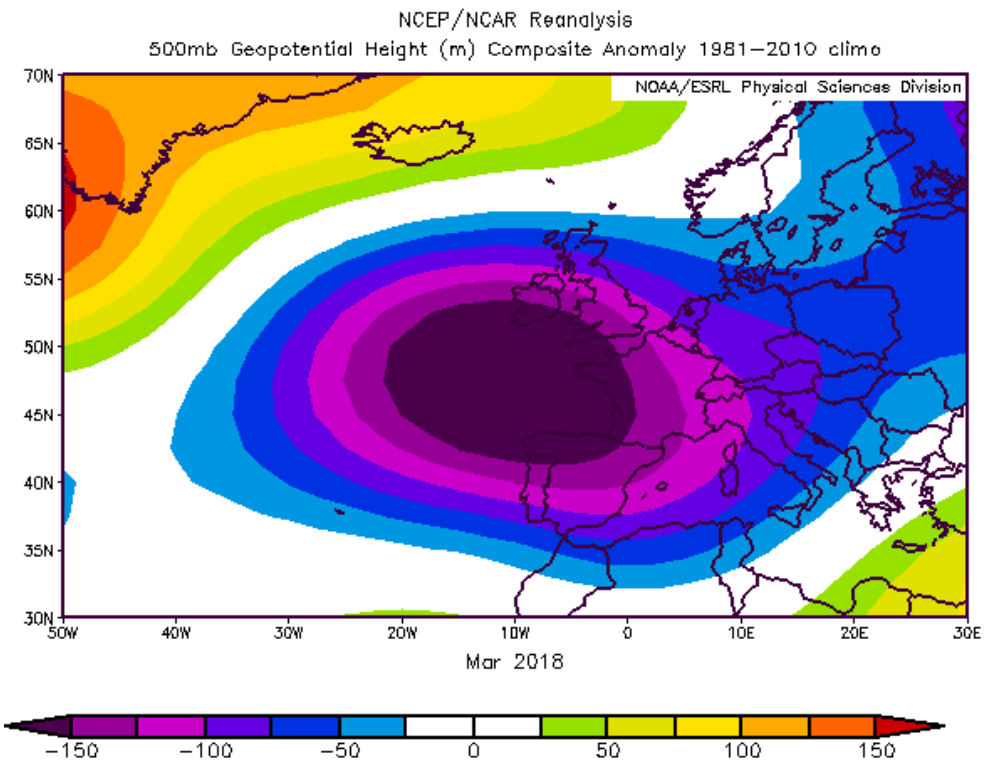 NCEP/NCAR Reanalysis
500mb Geopotential Height (m) Composite Anomaly 1981-2010 climo
70N
NOAA/ESRL Physical Sciences Division
65N
60N
55N
50N
45N
40N
35N
30N
50W 40W 30W 20W 10W 0 10E 20E 30E
Mar 2018
-150 -100 -50 0 50 100 150